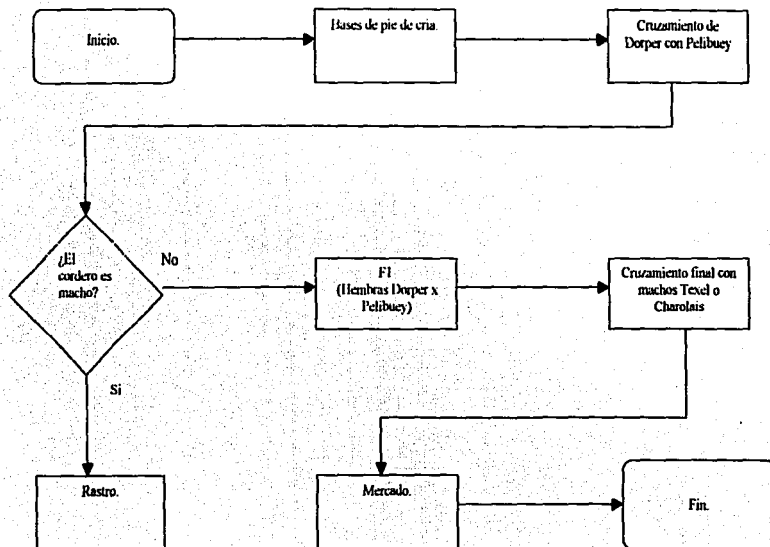 Inicio.
Bases de pie de cria.
Cruzamiento de
Dorper con Pelibuey
¿El
cordero es
macho?
No
F1
(Hembras Dorper x
Pelibuey)
Cruzamiento final con
machos Texel o
Charolais
Si
Rastro.
Mercado.
Fin.